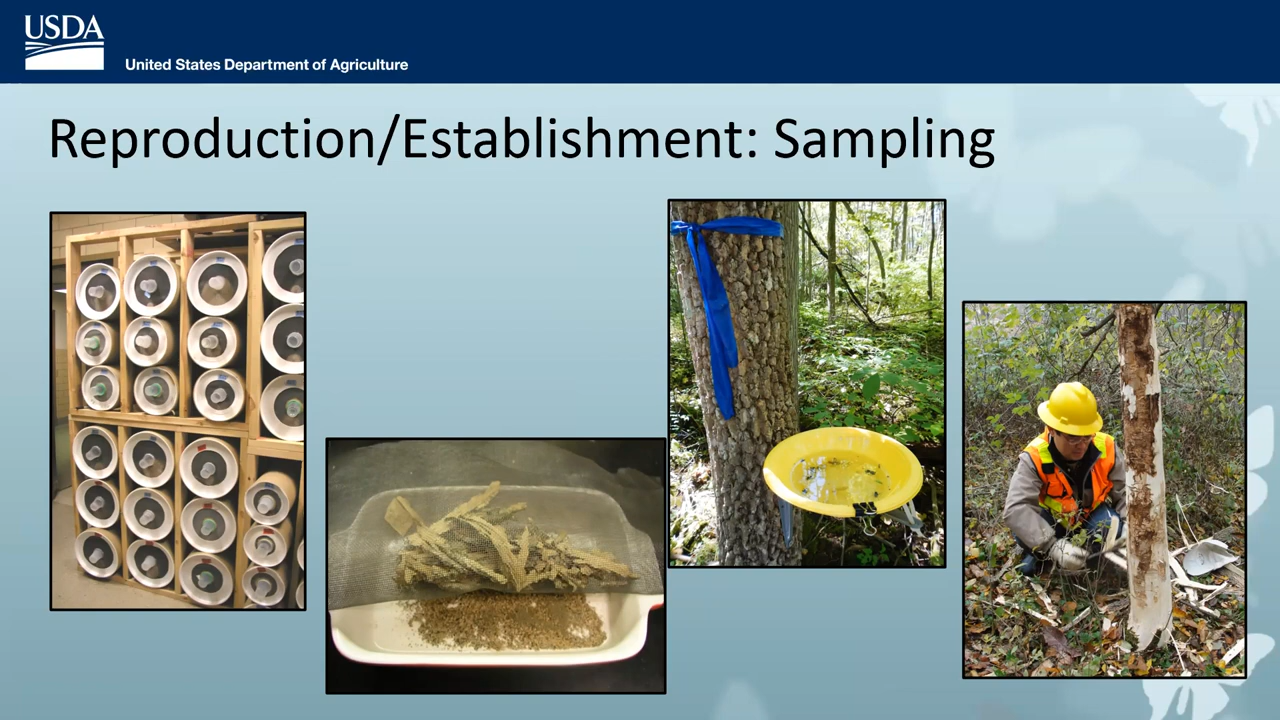 USDA
United States Department of Agriculture
Reproduction/Establishment: Sampling